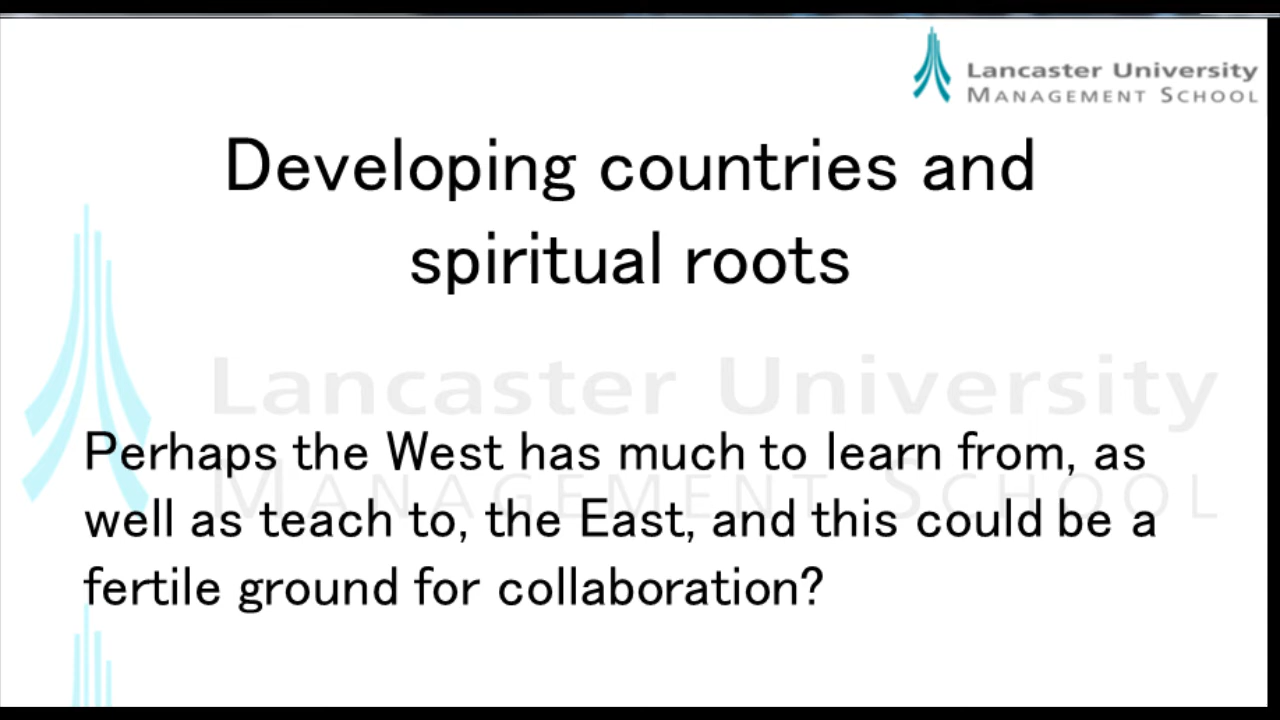 Lancaster University
MANAGEMENT SCHOOL
Developing countries and
spiritual roots
Lancaster University
MANAGEMENT SCHOOL
Perhaps the West has much to learn from, as
well as teach to, the East, and this could be a
fertile ground for collaboration?